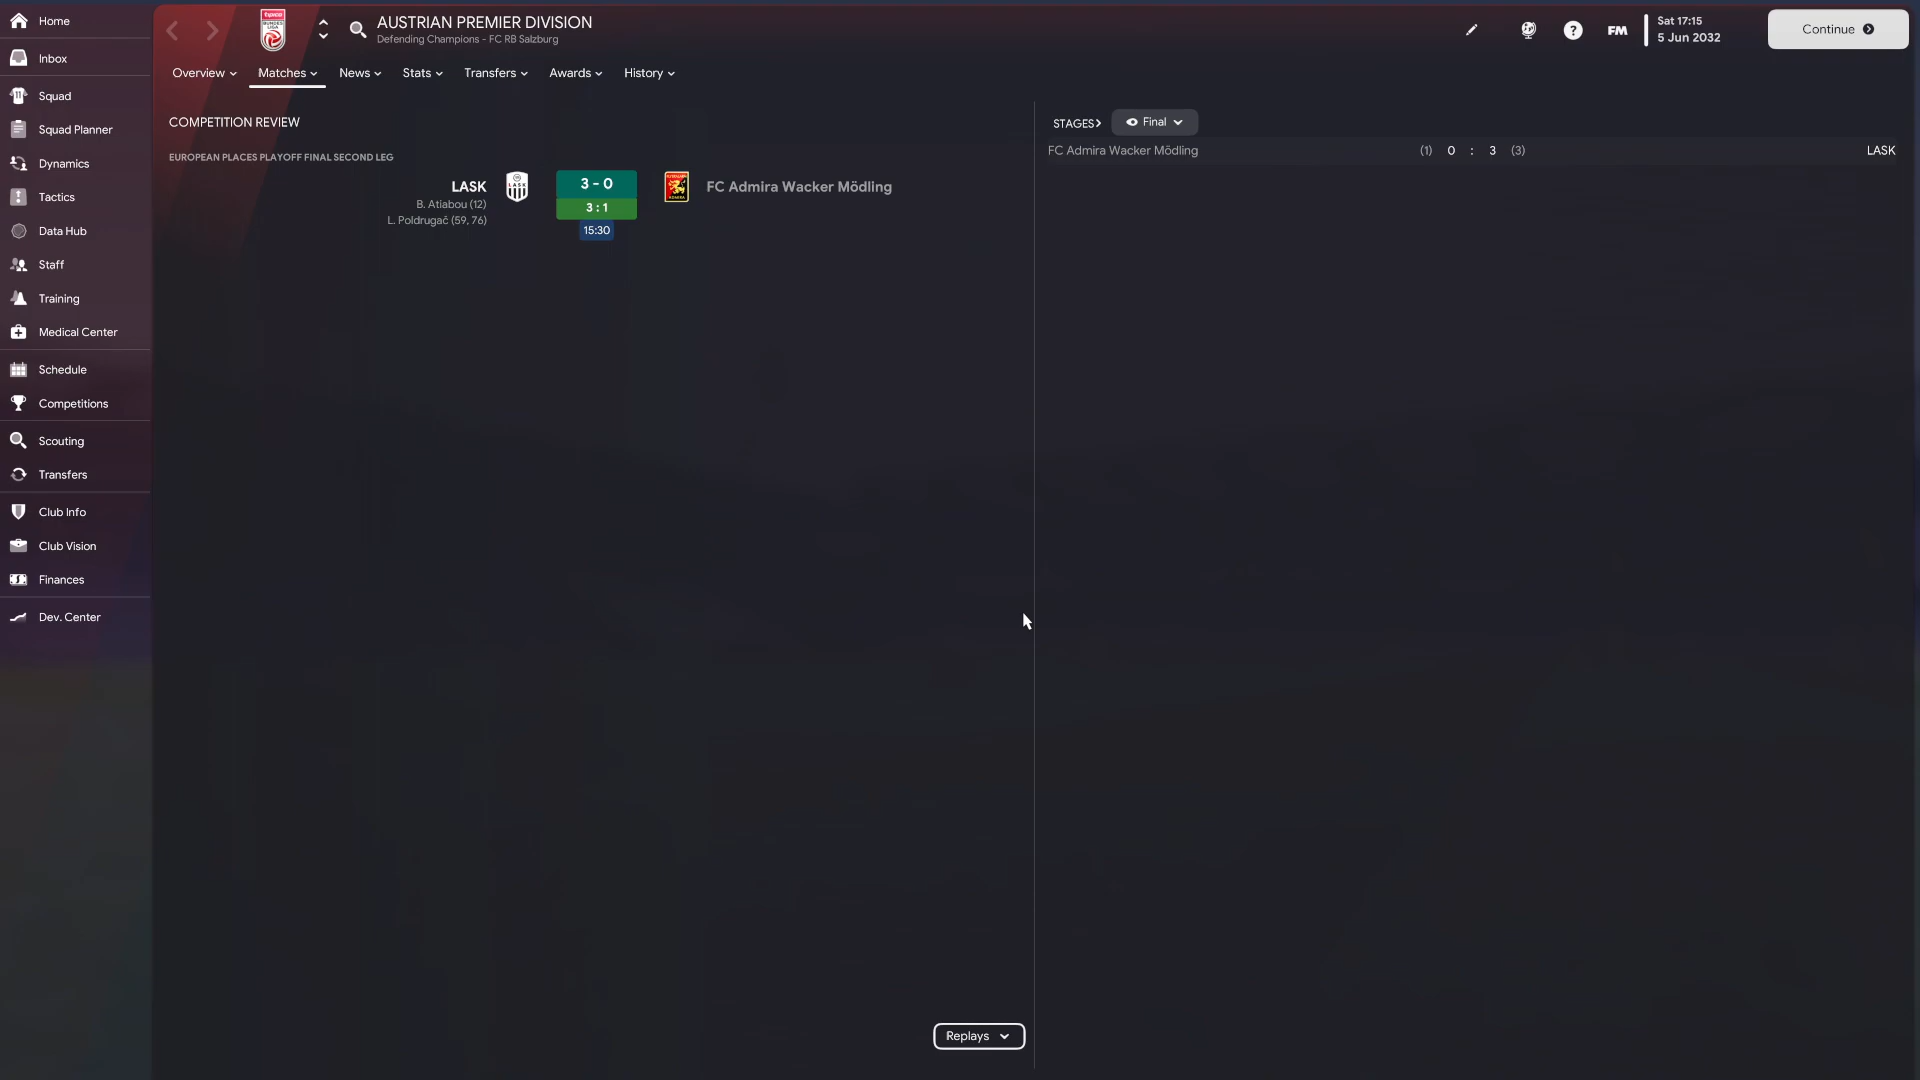 Home
Inbox
Squad
Squad Planner
Dynamics
Tactics
Data Hub
Staff
Training
Medical Center
Schedule
Competitions
Scouting
Transfers
Club Info
Club Vision
Finances
Dev. Center
AUSTRIAN PREMIER DIVISION
Defending Champions - FC RB Salzburg
FM
Sat 17:15
5 Jun 2032
Continue
Overview
Matches
News
Stats
Transfers
Awards
History
COMPETITION REVIEW
EUROPEAN PLACES PLAYOFF FINAL SECOND LEG
LASK
B. Atiabou (12)
L. Poldrugač (59, 76)
LASK
3 - 0
3 : 1
15:30
FC Admira Wacker Mödling
STAGES
Final
FC Admira Wacker Mödling (1) 0 : 3 (3) LASK
Replays